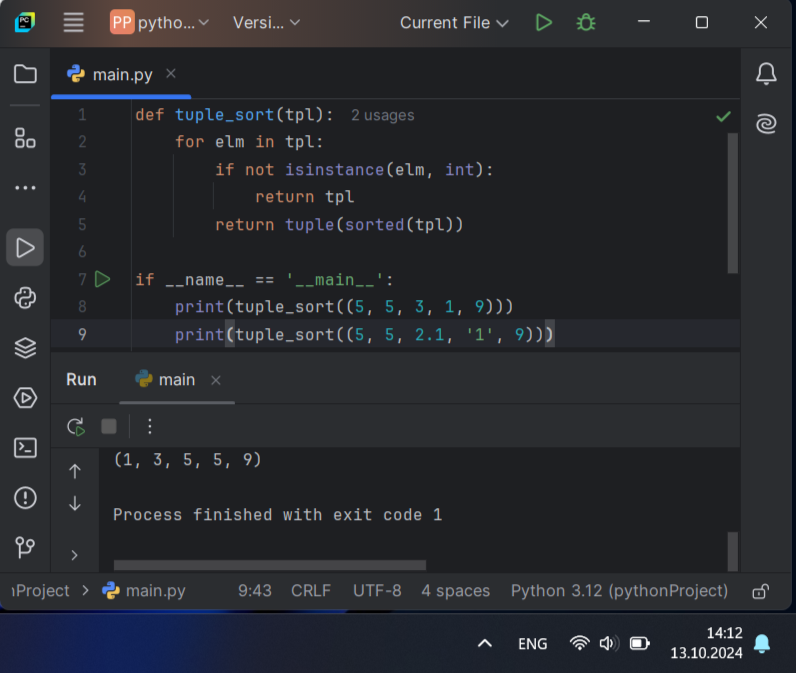 PC PP pytho... Versi... Current File
main.py
1 def tuple_sort(tpl): 2 usages
2 for elm in tpl:
3 if not isinstance(elm, int):
4 return tpl
5 return tuple(sorted(tpl))
6
7 if __name__ == '__main__':
8 print(tuple_sort((5, 5, 3, 1, 9)))
9 print(tuple_sort((5, 5, 2.1, '1', 9)))
Run main
(1, 3, 5, 5, 9)
Process finished with exit code 1
Project > main.py 9:43 CRLF UTF-8 4 spaces Python 3.12 (pythonProject)
ENG 14:12
13.10.2024